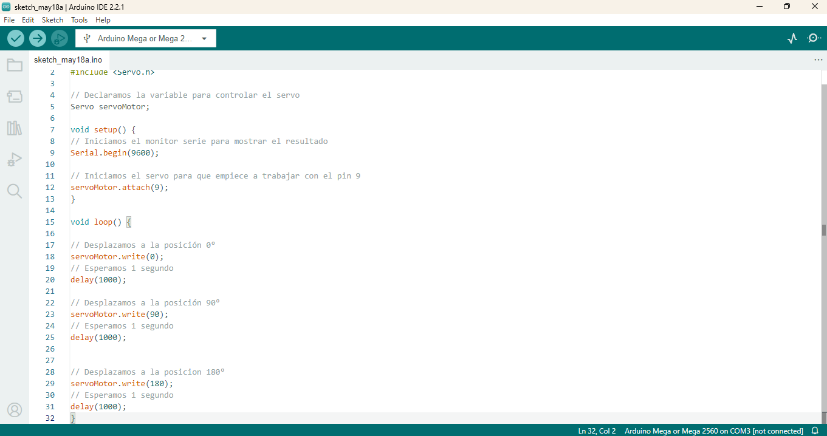 sketch_may18a | Arduino IDE 2.2.1
File Edit Sketch Tools Help
Arduino Mega or Mega 2...
sketch_may18a.ino
2 #include <Servo.h>
3
4 // Declaramos la variable para controlar el servo
5 Servo servoMotor;
6
7 void setup() {
8 // Iniciamos el monitor serie para mostrar el resultado
9 Serial.begin(9600);
10
11 // Iniciamos el servo para que empiece a trabajar con el pin 9
12 servoMotor.attach(9);
13 }
14
15 void loop() {
16
17 // Desplazamos a la posición 0º
18 servoMotor.write(0);
19 // Esperamos 1 segundo
20 delay(1000);
21
22 // Desplazamos a la posición 90º
23 servoMotor.write(90);
24 // Esperamos 1 segundo
25 delay(1000);
26
27
28 // Desplazamos a la posicion 180º
29 servoMotor.write(180);
30 // Esperamos 1 segundo
31 delay(1000);
32 }
Ln 32, Col 2 Arduino Mega or Mega 2560 on COM3 [not connected]